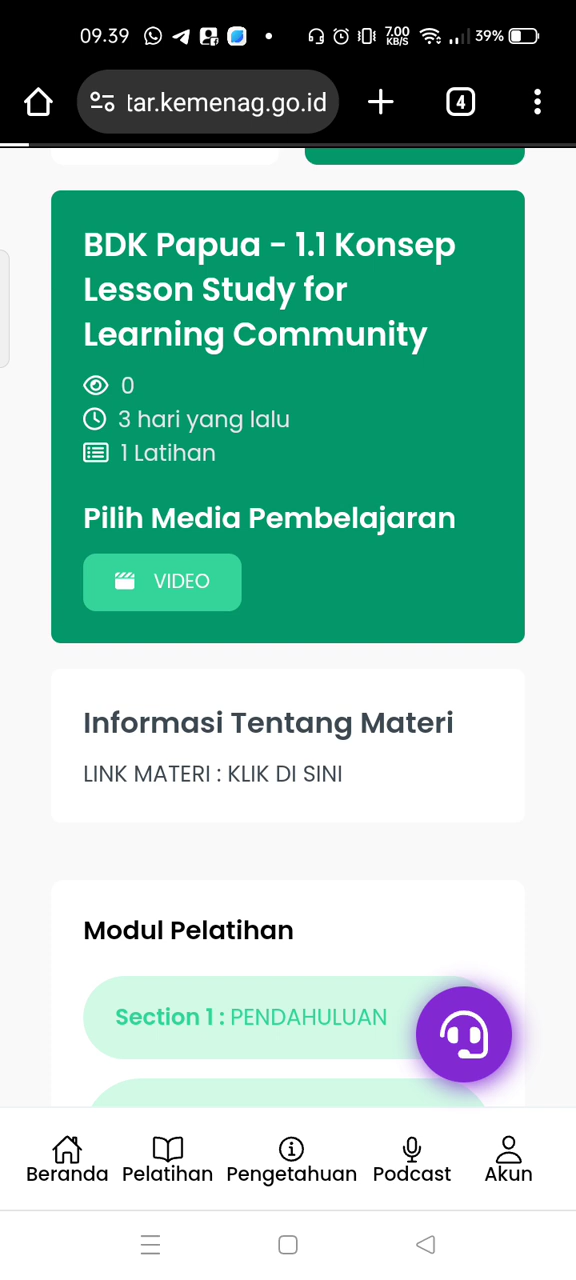 09.39
7.00
KB/S
39%
tar.kemenag.go.id
4
BDK Papua - 1.1 Konsep
Lesson Study for
Learning Community
0
3 hari yang lalu
1 Latihan
Pilih Media Pembelajaran
VIDEO
Informasi Tentang Materi
LINK MATERI : KLIK DI SINI
Modul Pelatihan
Section 1 : PENDAHULUAN
Beranda
Pelatihan
Pengetahuan
Podcast
Akun